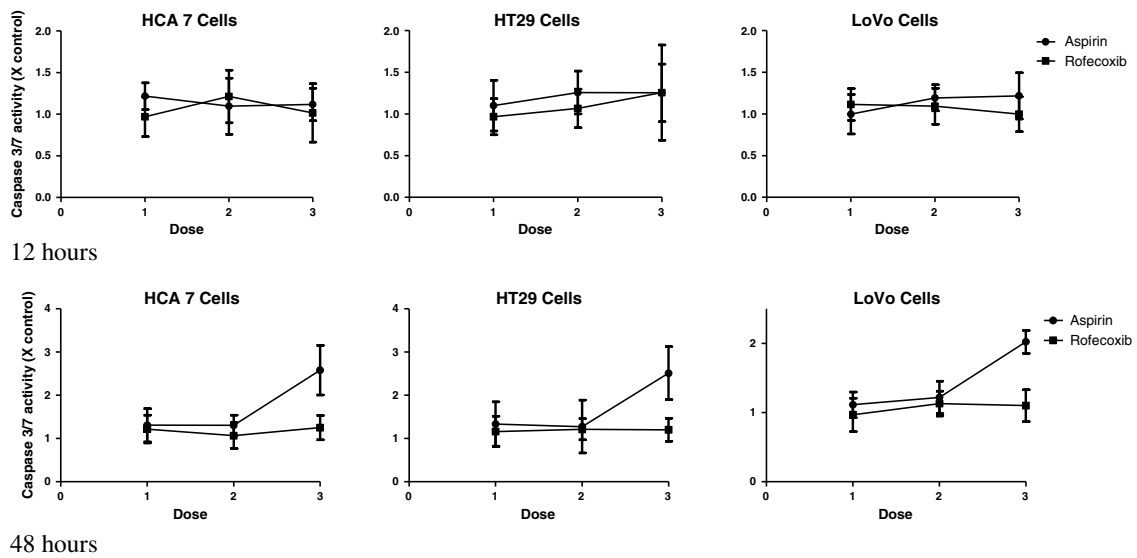 HCA 7 Cells
HT29 Cells
LoVo Cells
Caspase 3/7 activity (X control)
2.0
1.5
1.0
0.5
0.0
0
1
2
3
Dose
2.0
1.5
1.0
0.5
0.0
0
1
2
3
Dose
2.0
1.5
1.0
0.5
0.0
0
1
2
3
Dose
Aspirin
Rofecoxib
12 hours
HCA 7 Cells
HT29 Cells
LoVo Cells
Caspase 3/7 activity (X control)
4
3
2
1
0
0
1
2
3
Dose
4
3
2
1
0
0
1
2
3
Dose
2
1
0
0
1
2
3
Dose
Aspirin
Rofecoxib
48 hours